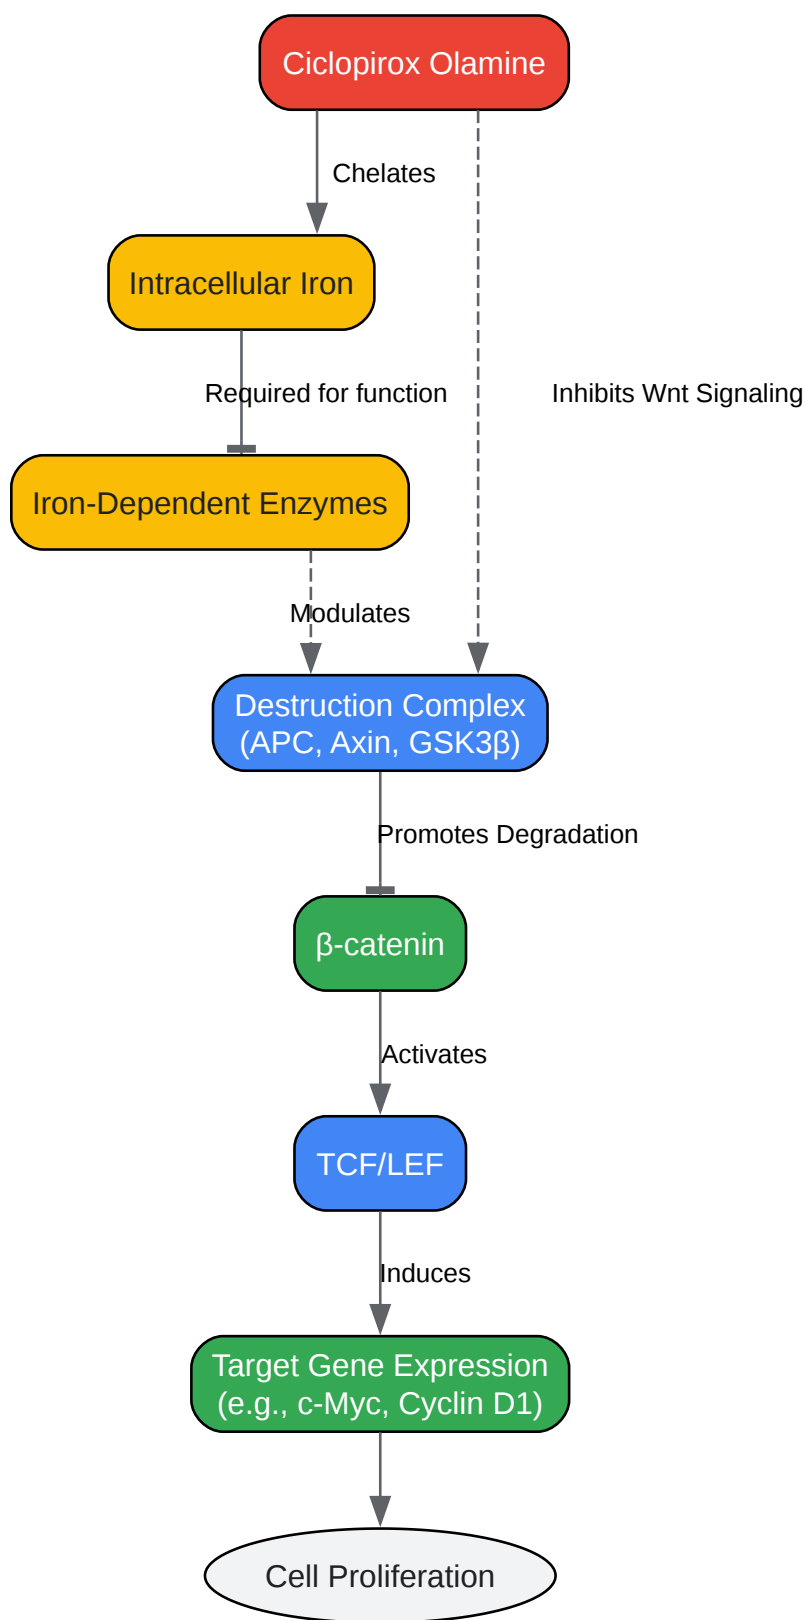 Ciclopirox Olamine
Chelates
Intracellular Iron
Required for function
Inhibits Wnt Signaling
Iron-Dependent Enzymes
Modulates
Destruction Complex
(APC, Axin, GSK3β)
Promotes Degradation
β-catenin
Activates
TCF/LEF
Induces
Target Gene Expression
(e.g., c-Myc, Cyclin D1)
Cell Proliferation